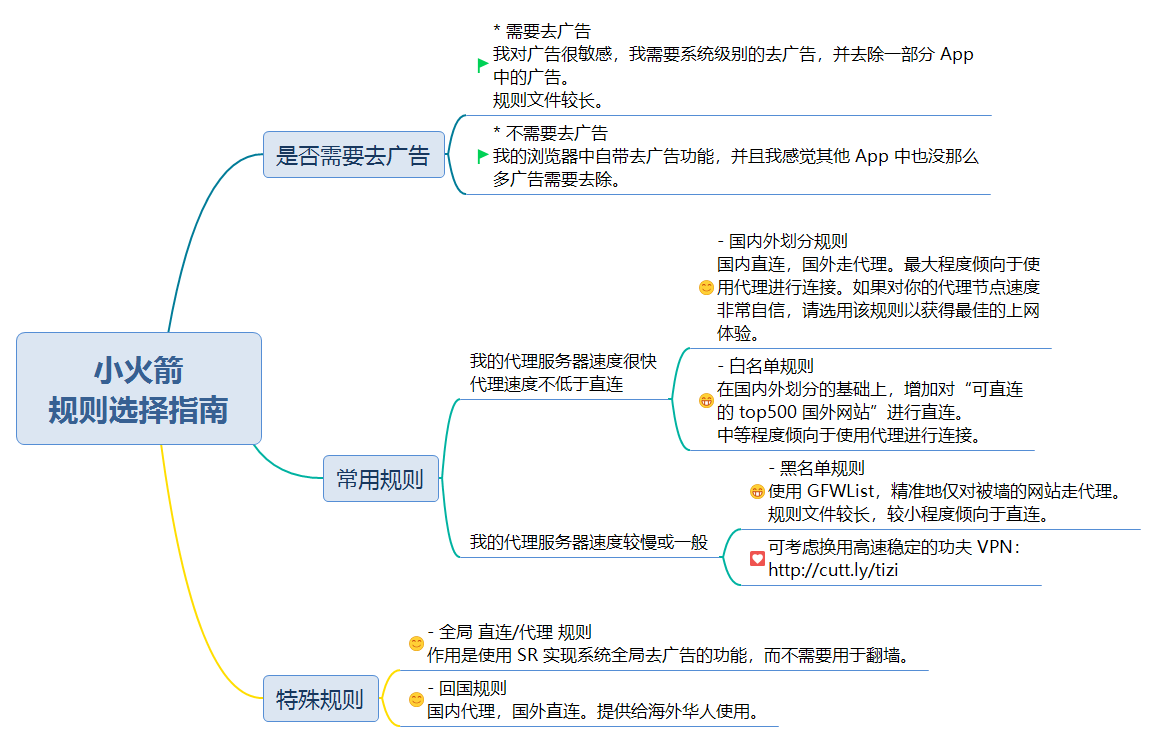 小火箭
规则选择指南
是否需要去广告
* 需要去广告
我对广告很敏感，我需要系统级别的去广告，并去除一部分 App
中的广告。
规则文件较长。
* 不需要去广告
我的浏览器中自带去广告功能，并且我感觉其他 App 中也没那么
多广告需要去除。
常用规则
我的代理服务器速度很快
代理速度不低于直连
- 国内外划分规则
国内直连，国外走代理。最大程度倾向于使
用代理进行连接。如果对你的代理节点速度
非常自信，请选用该规则以获得最佳的上网
体验。
- 白名单规则
在国内外划分的基础上，增加对“可直连
的 top500 国外网站”进行直连。
中等程度倾向于使用代理进行连接。
我的代理服务器速度较慢或一般
- 黑名单规则
使用 GFWList，精准地仅对被墙的网站走代理。
规则文件较长，较小程度倾向于直连。
可考虑换用高速稳定的功夫 VPN：
http://cutt.ly/tizi
特殊规则
- 全局 直连/代理 规则
作用是使用 SR 实现系统全局去广告的功能，而不需要用于翻墙。
- 回国规则
国内代理，国外直连。提供给海外华人使用。